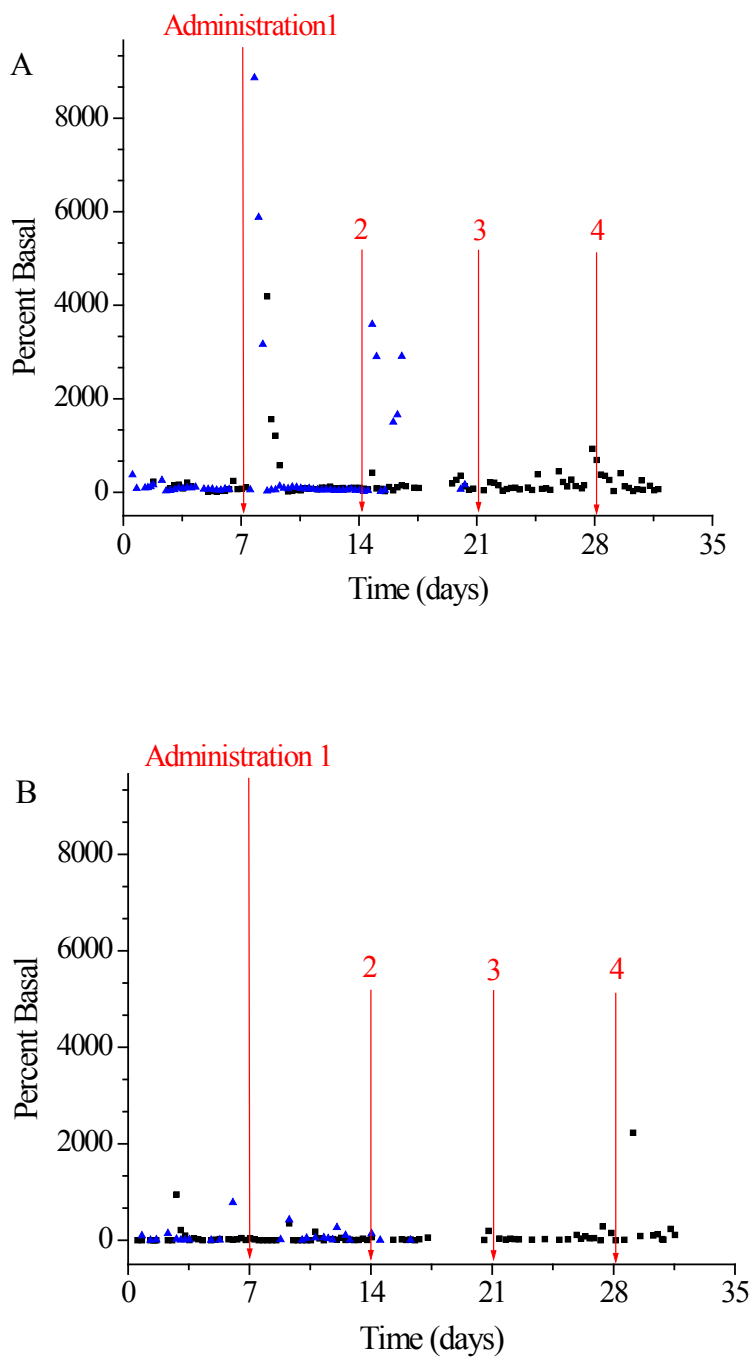 Administration1
A
8000
6000
2
3
4
4000
2000
0
Percent Basal
0 7 14 21 28 35
Time (days)
Administration 1
B
8000
6000
2
3
4
4000
2000
0
Percent Basal
0 7 14 21 28 35
Time (days)